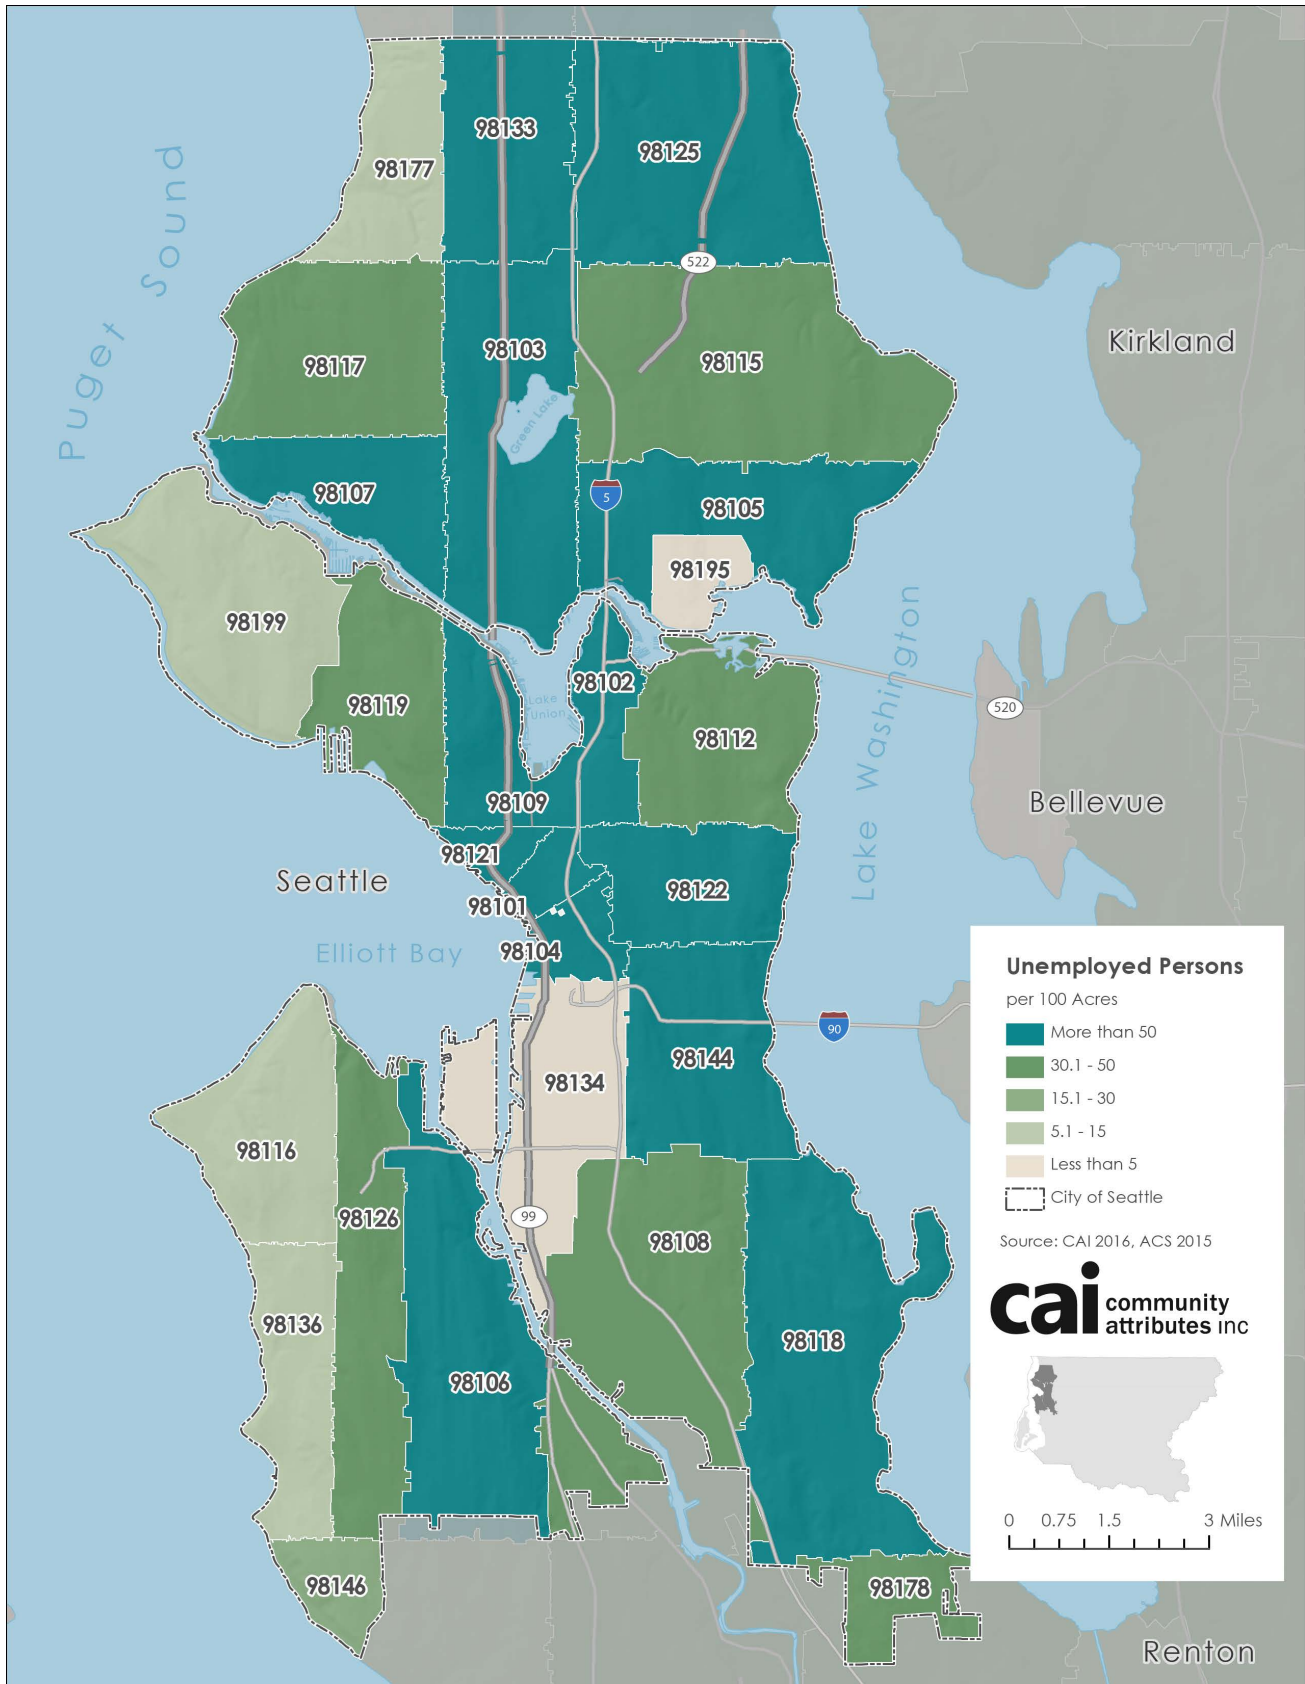 98133
98125
98177
Puget Sound
522
Kirkland
98103
98115
98117
Green Lake
98107
5
98105
98195
98199
Lake Washington
98102
98119
Lake
Union
520
98112
98109
Bellevue
98121
Seattle
98122
98101
Elliott Bay
98104
90
98144
98134
98116
98126
99
98108
98136
98118
98106
98146
98178
Renton
Unemployed Persons
per 100 Acres
More than 50
30.1 - 50
15.1 - 30
5.1 - 15
Less than 5
City of Seattle
Source: CAI 2016, ACS 2015
cai community
attributes inc
0 0.75 1.5 3 Miles